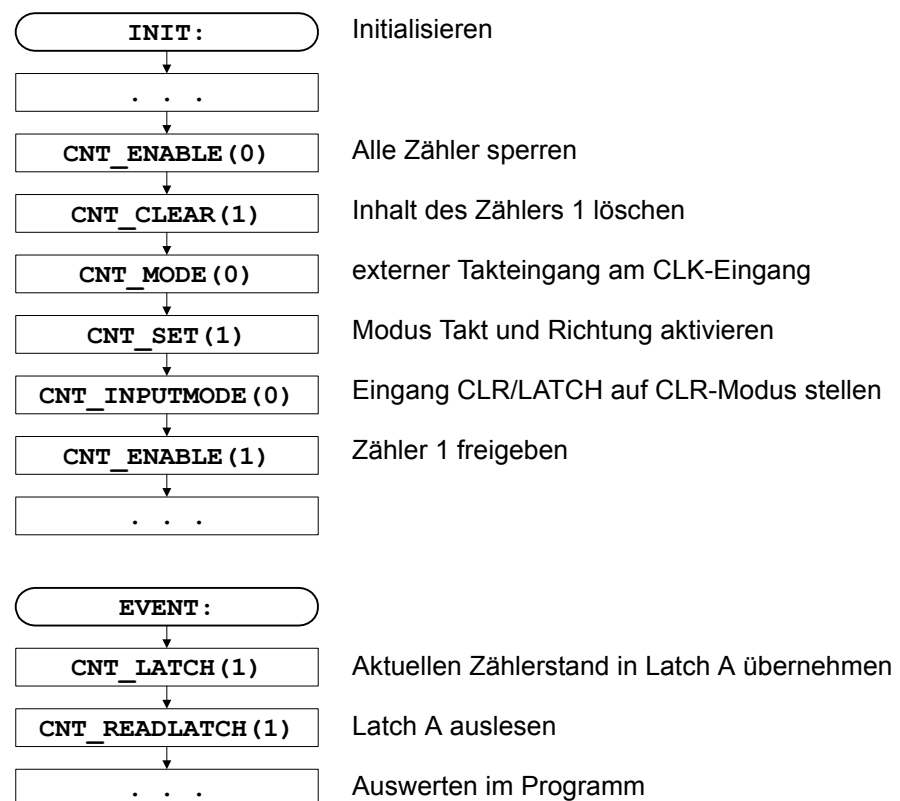 INIT: Initialisieren
. . .
CNT_ENABLE(0) Alle Zähler sperren
CNT_CLEAR(1) Inhalt des Zählers 1 löschen
CNT_MODE(0) externer Takteingang am CLK-Eingang
CNT_SET(1) Modus Takt und Richtung aktivieren
CNT_INPUTMODE(0) Eingang CLR/LATCH auf CLR-Modus stellen
CNT_ENABLE(1) Zähler 1 freigeben
. . .
EVENT:
CNT_LATCH(1) Aktuellen Zählerstand in Latch A übernehmen
CNT_READLATCH(1) Latch A auslesen
. . . Auswerten im Programm